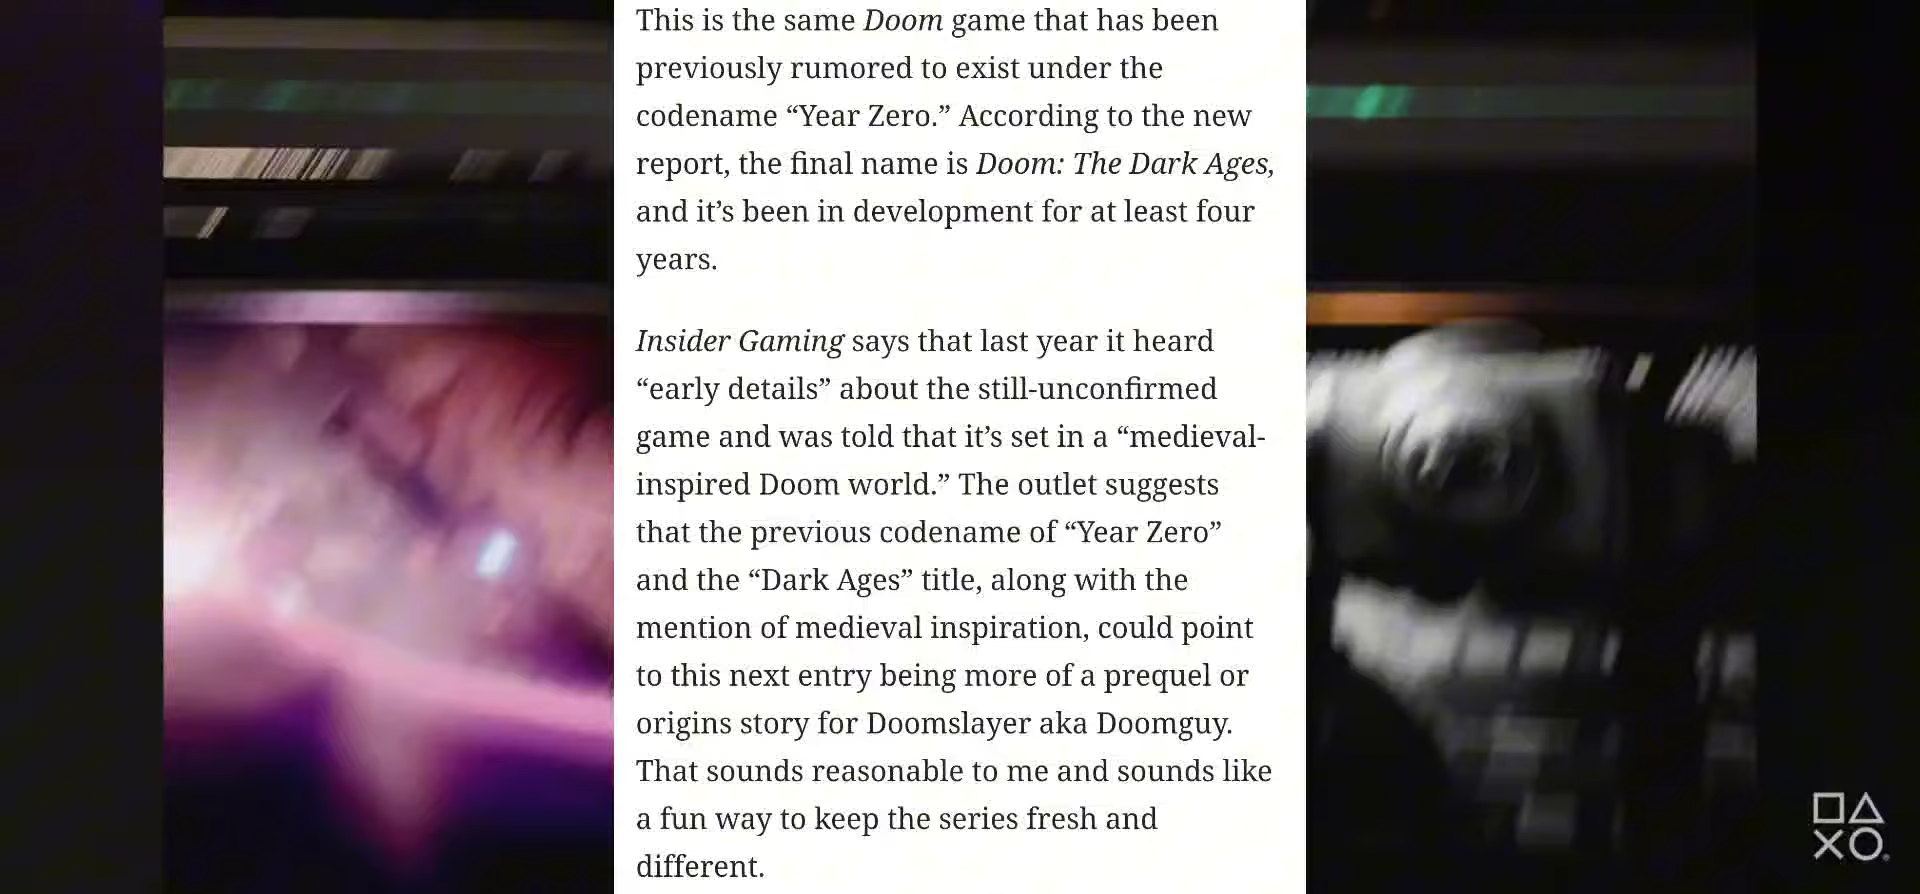 This is the same Doom game that has been
previously rumored to exist under the
codename “Year Zero.” According to the new
report, the final name is Doom: The Dark Ages,
and it’s been in development for at least four
years.
Insider Gaming says that last year it heard
“early details” about the still-unconfirmed
game and was told that it’s set in a “medieval-
inspired Doom world.” The outlet suggests
that the previous codename of “Year Zero”
and the “Dark Ages” title, along with the
mention of medieval inspiration, could point
to this next entry being more of a prequel or
origins story for Doomslayer aka Doomguy.
That sounds reasonable to me and sounds like
a fun way to keep the series fresh and
different.